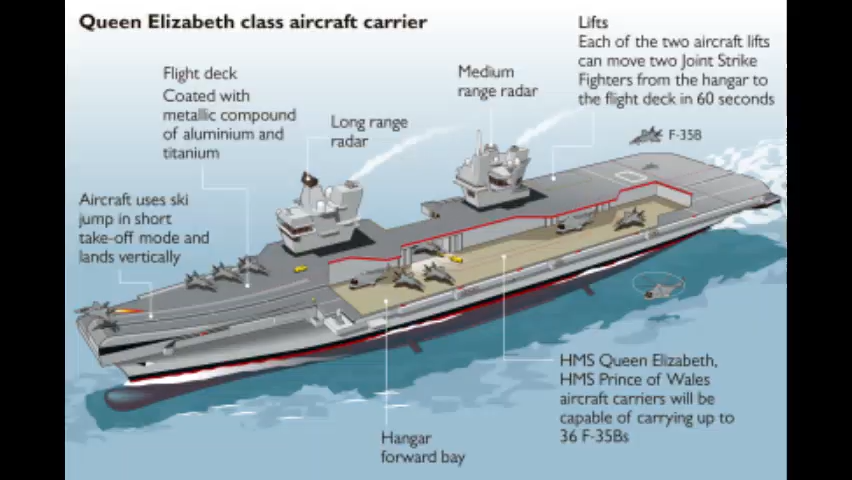 Queen Elizabeth class aircraft carrier
Lifts
Each of the two aircraft lifts
can move two Joint Strike
Fighters from the hangar to
the flight deck in 60 seconds
Medium
range radar
Flight deck
Coated with
metallic compound
of aluminium and
titanium
Long range
radar
F-35B
Aircraft uses ski
jump in short
take-off mode and
lands vertically
HMS Queen Elizabeth,
HMS Prince of Wales
aircraft carriers will be
capable of carrying up to
36 F-35Bs
Hangar
forward bay